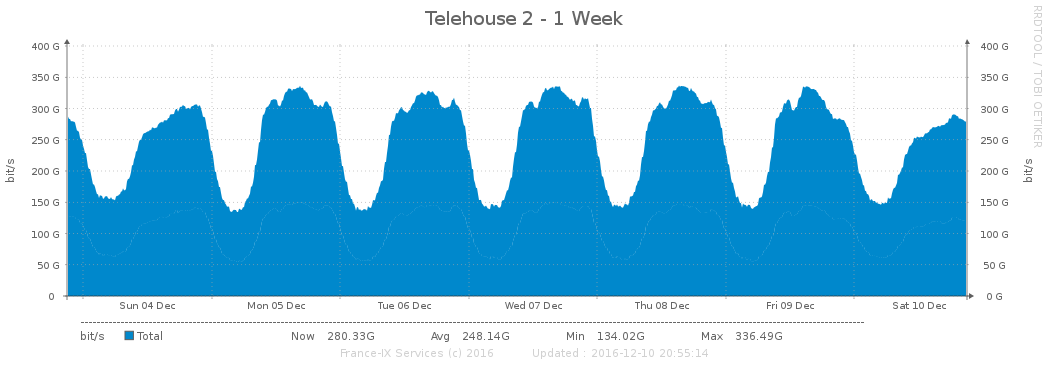 Telehouse 2 - 1 Week
RRDTOOL / TOBI OETIKER
400 G 400 G
350 G 350 G
300 G 300 G
250 G 250 G
200 G 200 G
150 G 150 G
100 G 100 G
50 G 50 G
0 0 G
bit/s
bit/s
Sun 04 Dec Mon 05 Dec Tue 06 Dec Wed 07 Dec Thu 08 Dec Fri 09 Dec Sat 10 Dec
bit/s Total Now 280.33G Avg 248.14G Min 134.02G Max 336.49G
France-IX Services (c) 2016 Updated : 2016-12-10 20:55:14